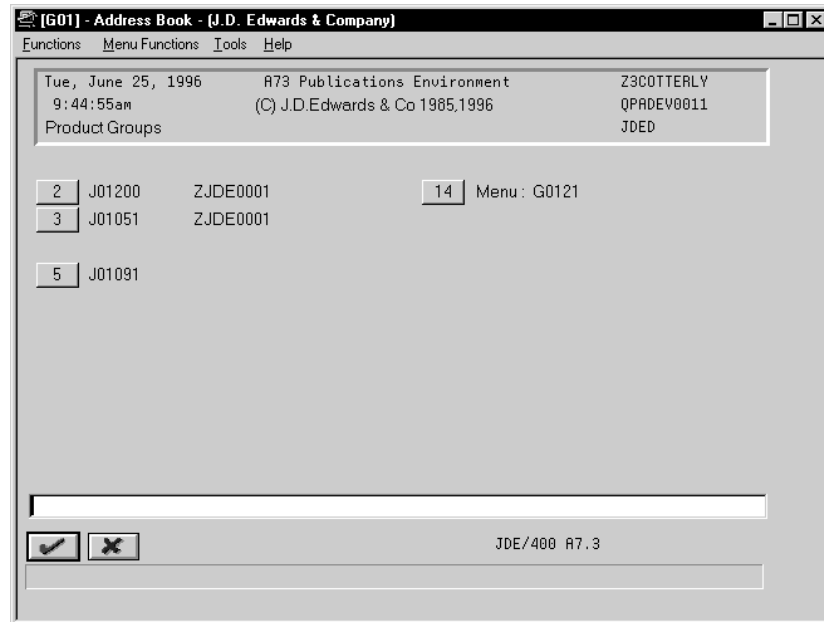 [G01] - Address Book - (J.D. Edwards & Company)
Functions Menu Functions Tools Help
Tue, June 25, 1996 A73 Publications Environment Z3COTTERLY
9:44:55am (C) J.D.Edwards & Co 1985,1996 QPADEV0011
Product Groups JDED
2 J01200 ZJDE0001 14 Menu : G0121
3 J01051 ZJDE0001
5 J01091
JDE/400 A7.3